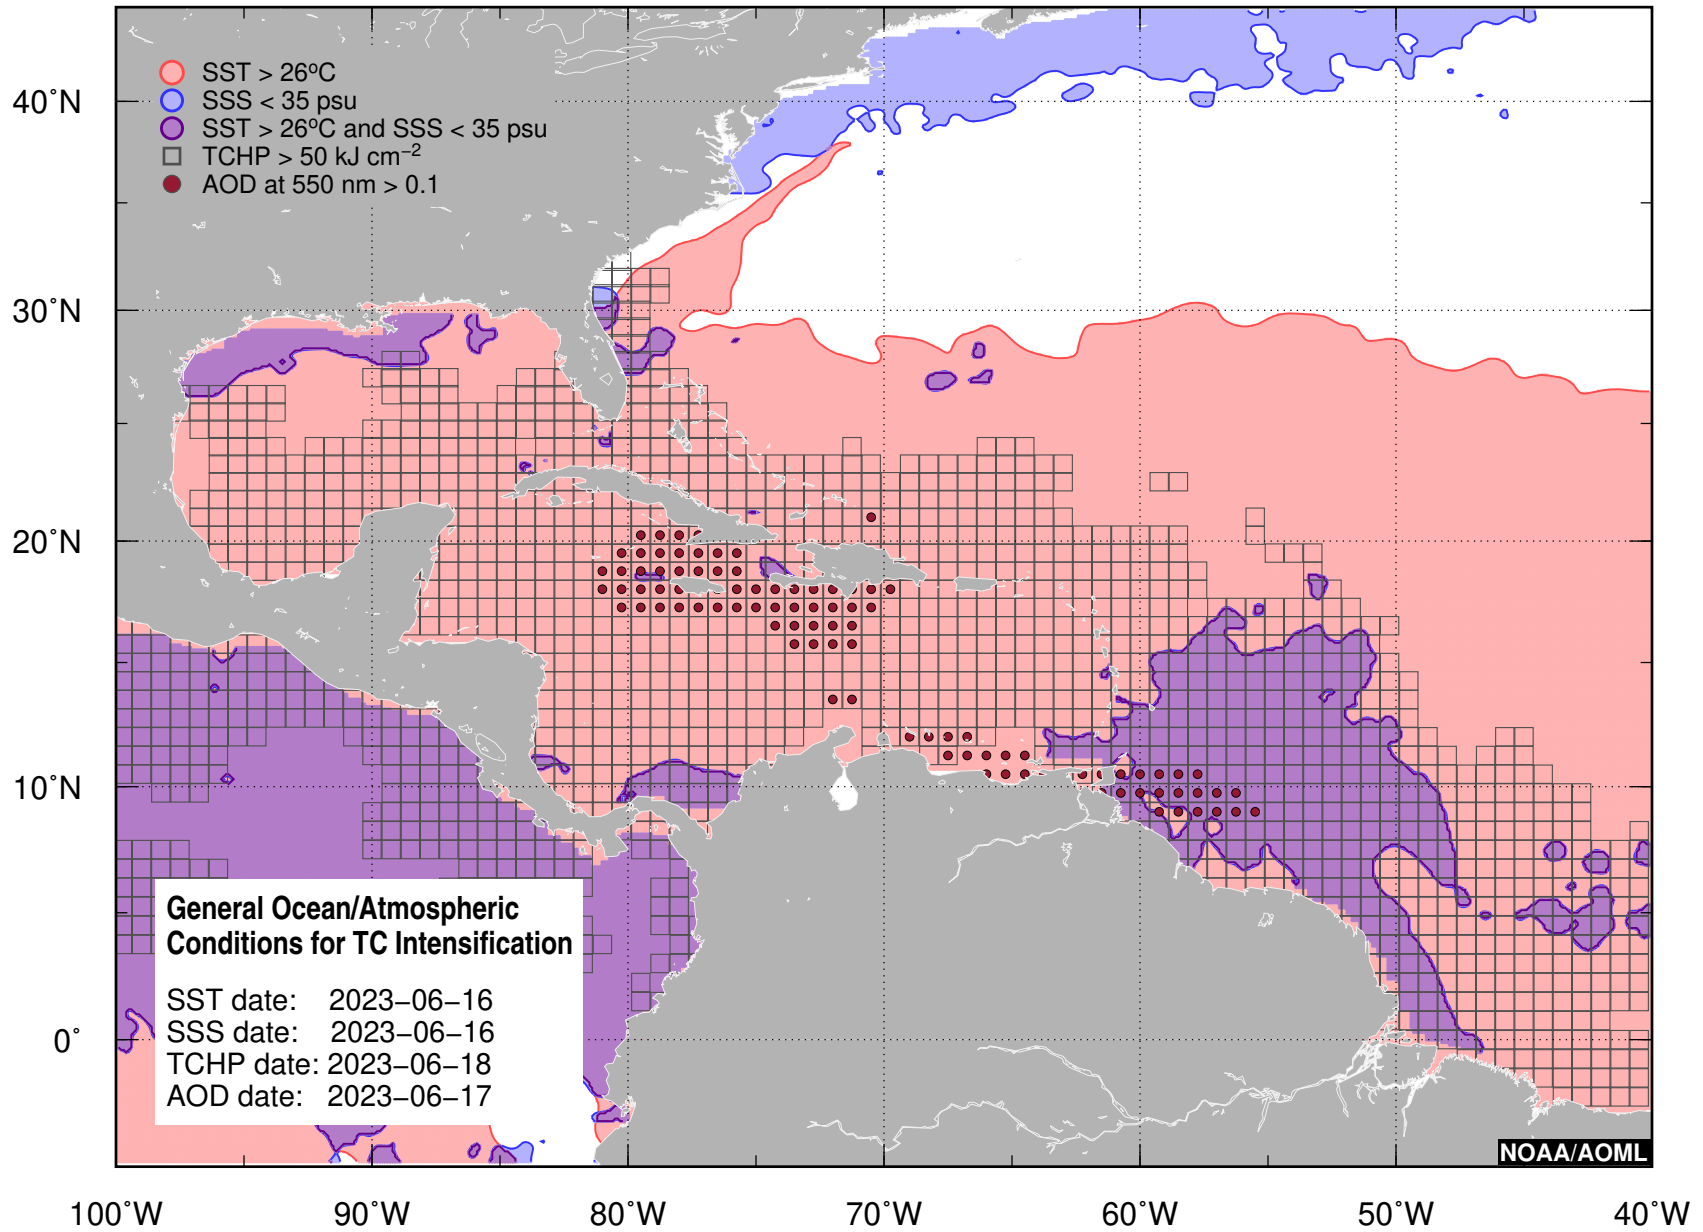 SST > 26°C
SSS < 35 psu
SST > 26°C and SSS < 35 psu
TCHP > 50 kJ cm⁻²
AOD at 550 nm > 0.1
40°N
30°N
20°N
10°N
0°
General Ocean/Atmospheric
Conditions for TC Intensification
SST date: 2023−06−16
SSS date: 2023−06−16
TCHP date: 2023−06−18
AOD date: 2023−06−17
NOAA/AOML
100°W 90°W 80°W 70°W 60°W 50°W 40°W